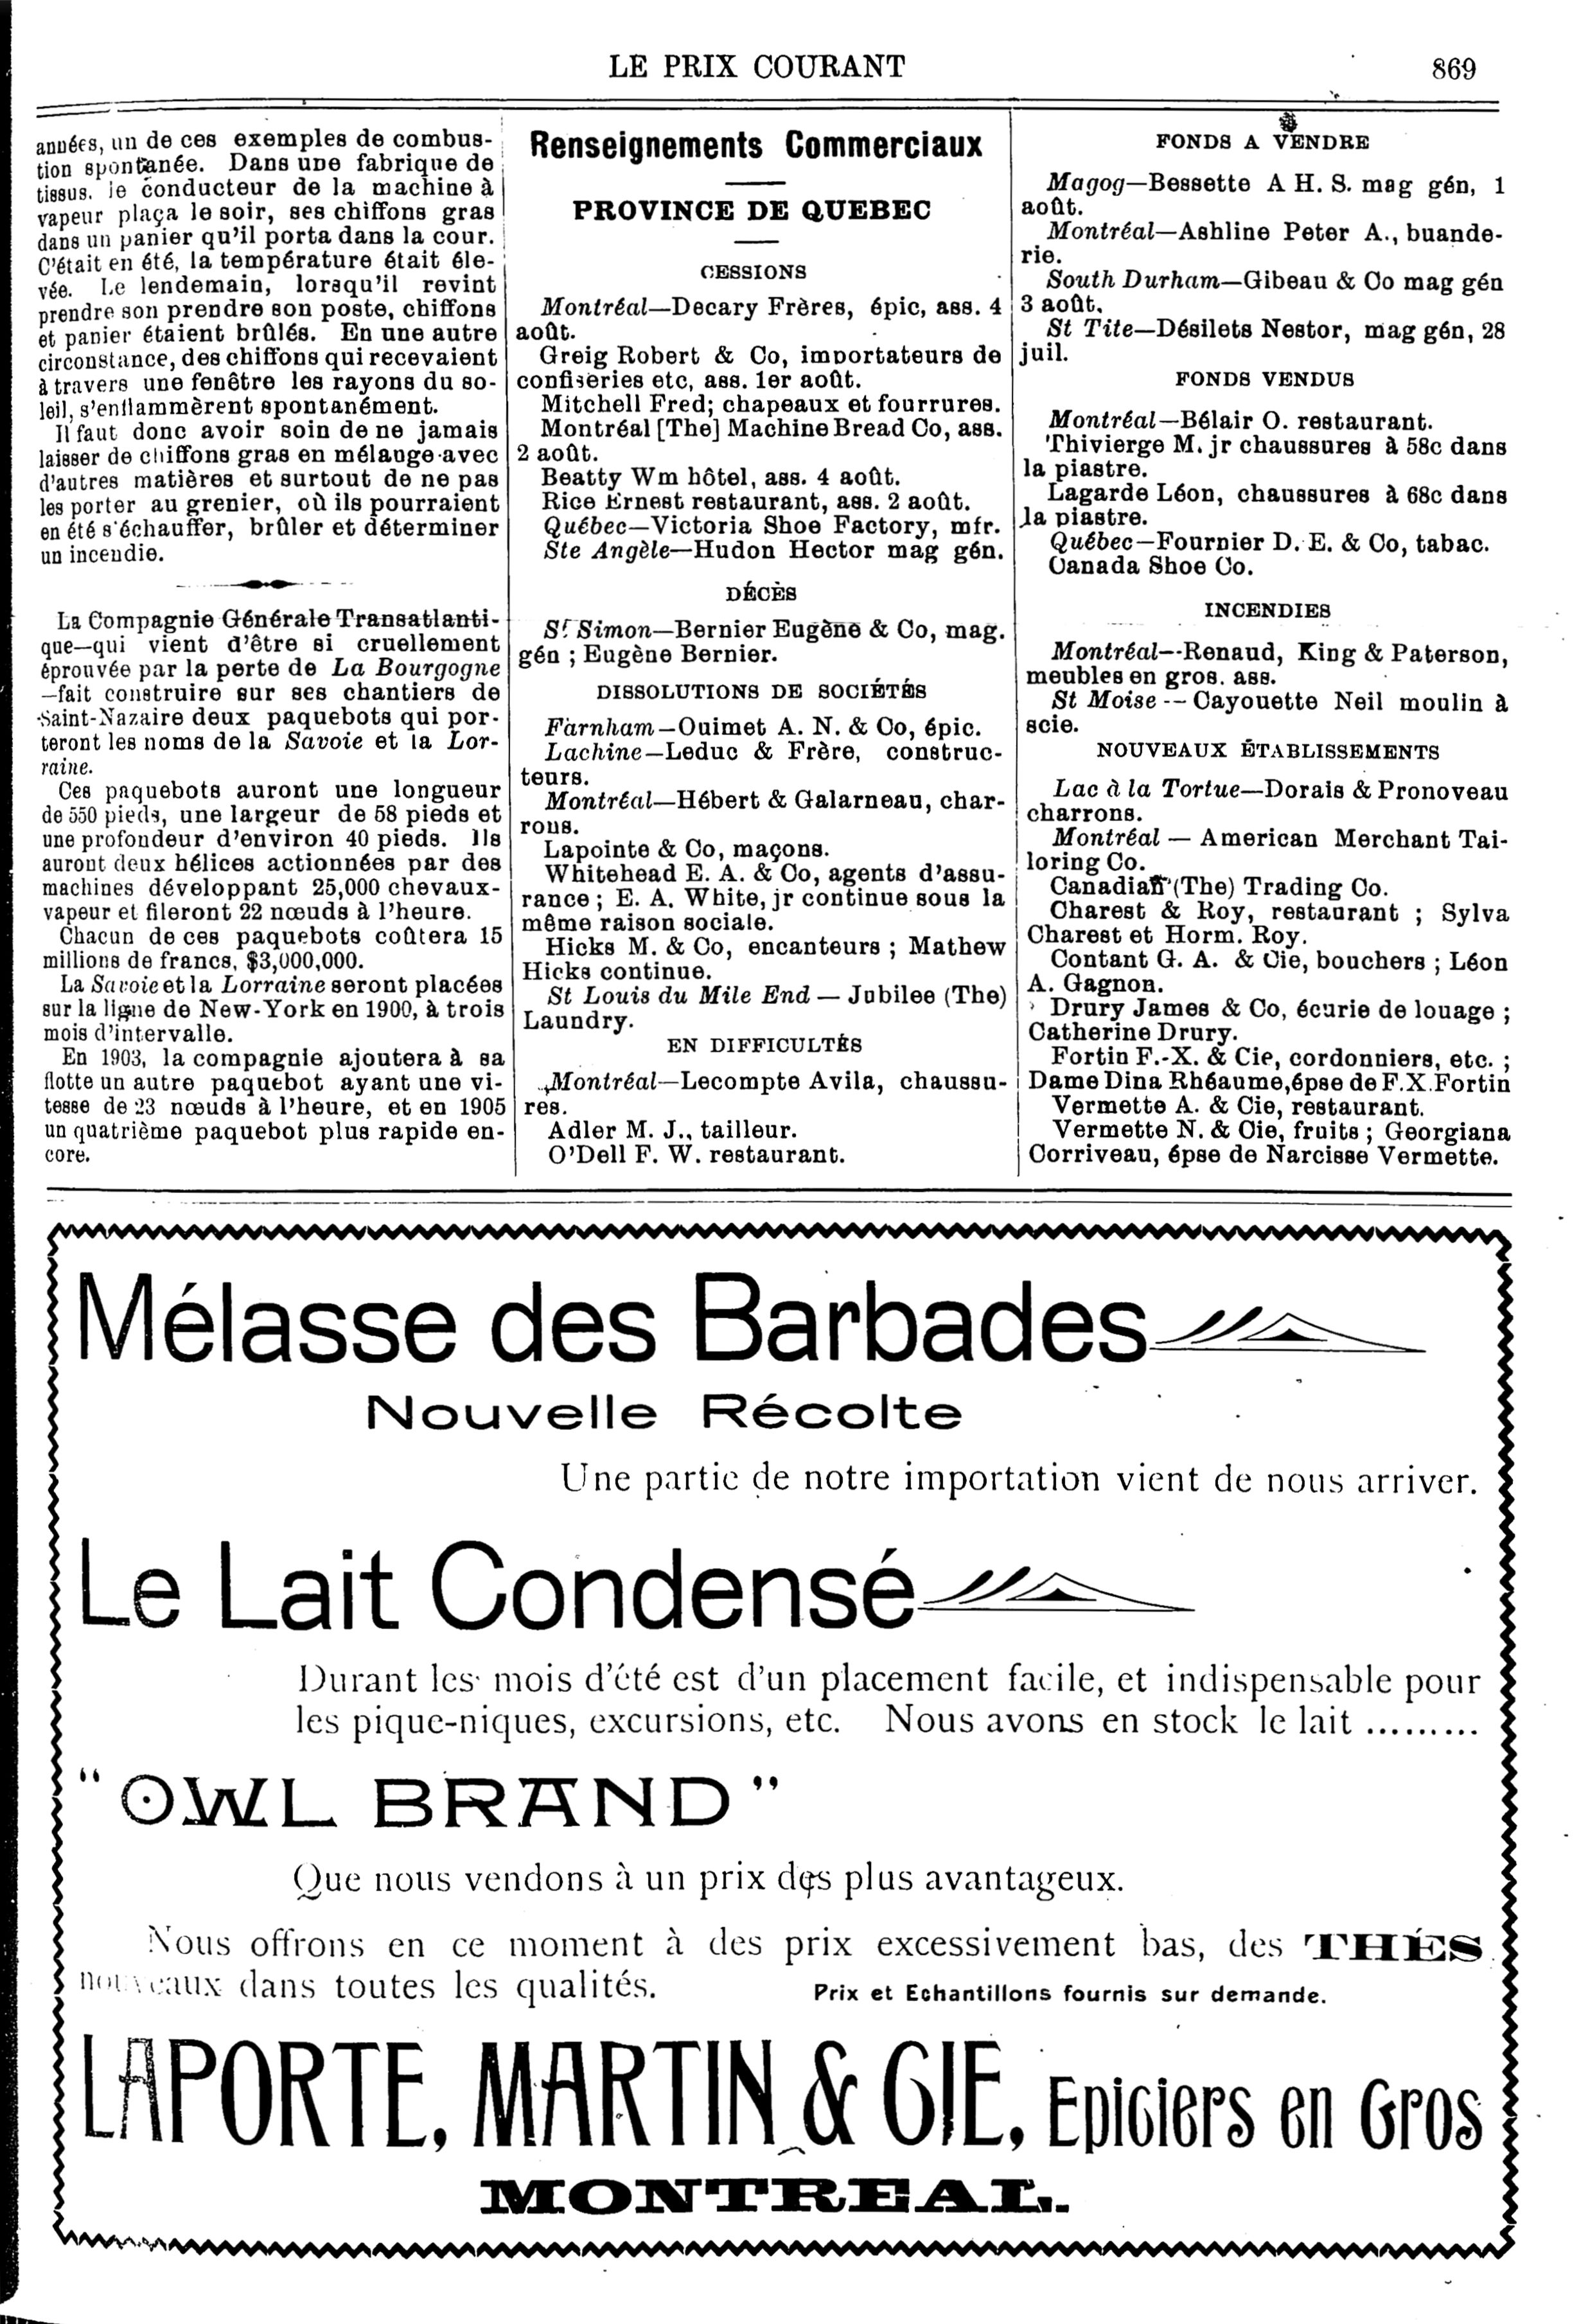 LE PRIX COURANT
869
années, un de ces exemples de combus-
tion spontanée. Dans une fabrique de
tissus, le conducteur de la machine à
vapeur plaça le soir, ses chiffons gras
dans un panier qu'il porta dans la cour.
C'était en été, la température était éle-
vée. Le lendemain, lorsqu'il revint
prendre son prendre son poste, chiffons
et panier étaient brûlés. En une autre
circonstance, des chiffons qui recevaient
à travers une fenêtre les rayons du so-
leil, s'enflammèrent spontanément.
Il faut donc avoir soin de ne jamais
laisser de chiffons gras en mélange avec
d'autres matières et surtout de ne pas
les porter au grenier, où ils pourraient
en été s'échauffer, brûler et déterminer
un incendie.
La Compagnie Générale Transatlanti-
que—qui vient d'être si cruellement
éprouvée par la perte de La Bourgogne
—fait construire sur ses chantiers de
Saint-Nazaire deux paquebots qui por-
teront les noms de la Savoie et la Lor-
raine.
Ces paquebots auront une longueur
de 550 pieds, une largeur de 58 pieds et
une profondeur d'environ 40 pieds. Ils
auront deux hélices actionnées par des
machines développant 25,000 chevaux-
vapeur et fileront 22 nœuds à l'heure.
Chacun de ces paquebots coûtera 15
millions de francs, $3,000,000.
La Savoie et la Lorraine seront placées
sur la ligne de New-York en 1900, à trois
mois d'intervalle.
En 1903, la compagnie ajoutera à sa
flotte un autre paquebot ayant une vi-
tesse de 23 nœuds à l'heure, et en 1905
un quatrième paquebot plus rapide en-
core.
Renseignements Commerciaux
PROVINCE DE QUEBEC
CESSIONS
Montréal—Decary Frères, épic, ass. 4
août.
Greig Robert & Co, importateurs de
confiseries etc, ass. 1er août.
Mitchell Fred; chapeaux et fourrures.
Montréal [The] Machine Bread Co, ass.
2 août.
Beatty Wm hôtel, ass. 4 août.
Rice Ernest restaurant, ass. 2 août.
Québec—Victoria Shoe Factory, mfr.
Ste Angèle—Hudon Hector mag gén.
DÉCÈS
St Simon—Bernier Eugène & Co, mag.
gén ; Eugène Bernier.
DISSOLUTIONS DE SOCIÉTÉS
Farnham—Ouimet A. N. & Co, épic.
Lachine—Leduc & Frère, construc-
teurs.
Montréal—Hébert & Galarneau, char-
rons.
Lapointe & Co, maçons.
Whitehead E. A. & Co, agents d'assu-
rance ; E. A. White, jr continue sous la
même raison sociale.
Hicks M. & Co, encanteurs ; Mathew
Hicks continue.
St Louis du Mile End — Jubilee (The)
Laundry.
EN DIFFICULTÉS
Montréal—Lecompte Avila, chaussu-
res.
Adler M. J., tailleur.
O'Dell F. W. restaurant.
FONDS A VENDRE
Magog—Bessette A H. S. mag gén, 1
août.
Montréal—Ashline Peter A., buande-
rie.
South Durham—Gibeau & Co mag gén
3 août.
St Tite—Désilets Nestor, mag gén, 28
juil.
FONDS VENDUS
Montréal—Bélair O. restaurant.
Thivierge M. jr chaussures à 58c dans
la piastre.
Lagarde Léon, chaussures à 68c dans
la piastre.
Québec—Fournier D. E. & Co, tabac.
Canada Shoe Co.
INCENDIES
Montréal--Renaud, King & Paterson,
meubles en gros. ass.
St Moise -- Cayouette Neil moulin à
scie.
NOUVEAUX ÉTABLISSEMENTS
Lac à la Tortue—Dorais & Pronoveau
charrons.
Montréal — American Merchant Tai-
loring Co.
Canadian (The) Trading Co.
Charest & Roy, restaurant ; Sylva
Charest et Horm. Roy.
Contant G. A. & Cie, bouchers ; Léon
A. Gagnon.
Drury James & Co, écurie de louage ;
Catherine Drury.
Fortin F.-X. & Cie, cordonniers, etc. ;
Dame Dina Rhéaume, épse de F.X. Fortin
Vermette A. & Cie, restaurant.
Vermette N. & Cie, fruits ; Georgiana
Corriveau, épse de Narcisse Vermette.
Mélasse des Barbades
Nouvelle Récolte
Une partie de notre importation vient de nous arriver.
Le Lait Condensé
Durant les mois d'été est d'un placement facile, et indispensable pour
les pique-niques, excursions, etc. Nous avons en stock le lait .........
"OWL BRAND"
Que nous vendons à un prix des plus avantageux.
Nous offrons en ce moment à des prix excessivement bas, des THÉS
nouveaux dans toutes les qualités. Prix et Echantillons fournis sur demande.
LAPORTE, MARTIN & CIE, Epiciers en Gros
MONTREAL.